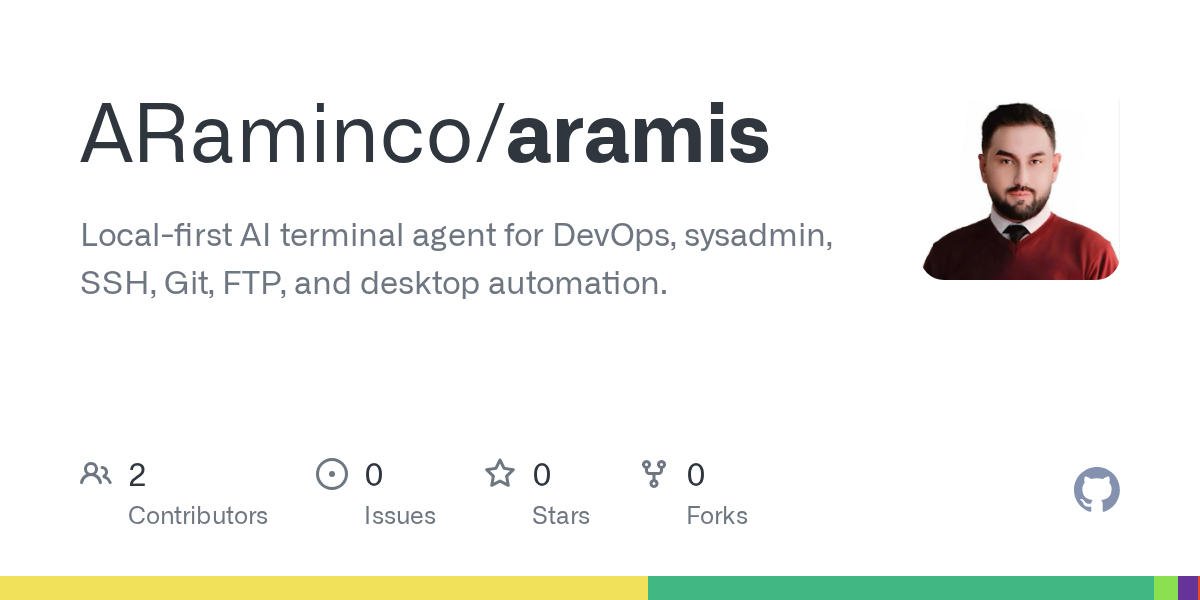 ARaminco/aramis
Local-first AI terminal agent for DevOps, sysadmin,
SSH, Git, FTP, and desktop automation.
2
Contributors
0
Issues
0
Stars
0
Forks